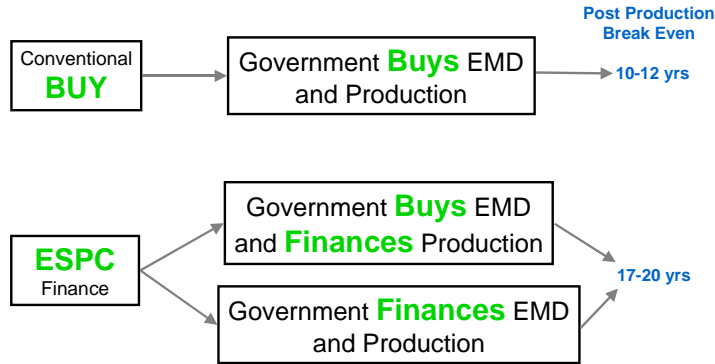 Post Production
Break Even
Conventional
BUY
Government Buys EMD
and Production
10-12 yrs
ESPC
Finance
Government Buys EMD
and Finances Production
Government Finances EMD
and Production
17-20 yrs